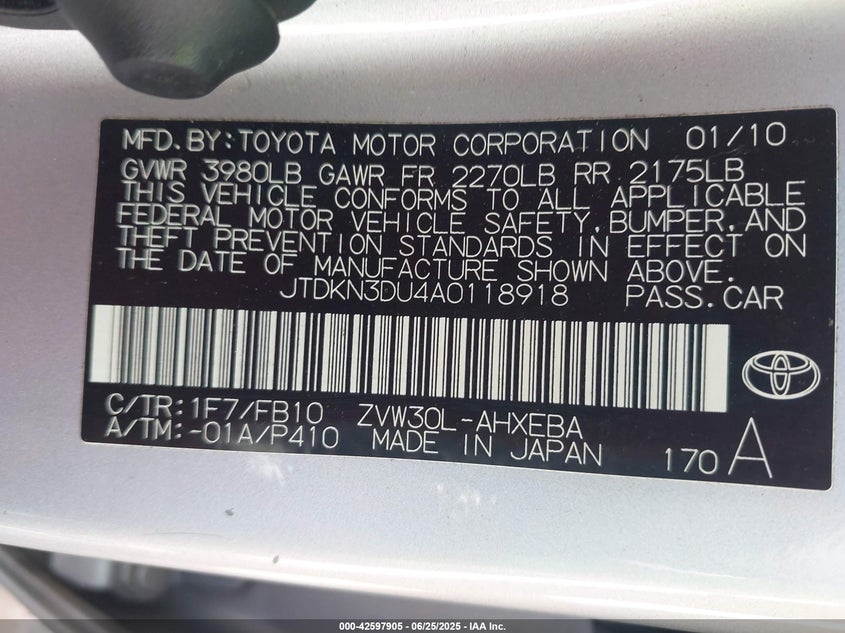 MFD.BY:TOYOTA MOTOR CORPORATION 01/10
GVWR 3980LB GAWR FR 2270LB RR 2175LB
THIS VEHICLE CONFORMS TO ALL APPLICABLE
FEDERAL MOTOR VEHICLE SAFETY,BUMPER,AND
THEFT PREVENTION STANDARDS IN EFFECT ON
THE DATE OF MANUFACTURE SHOWN ABOVE.
JTDKN3DU4A0118918 PASS.CAR
C/TR:1F7/FB10 ZVW30L-AHXEBA
A/TM:-01A/P410 MADE IN JAPAN 170 A
000-42597905 - 06/25/2025 - IAA Inc.